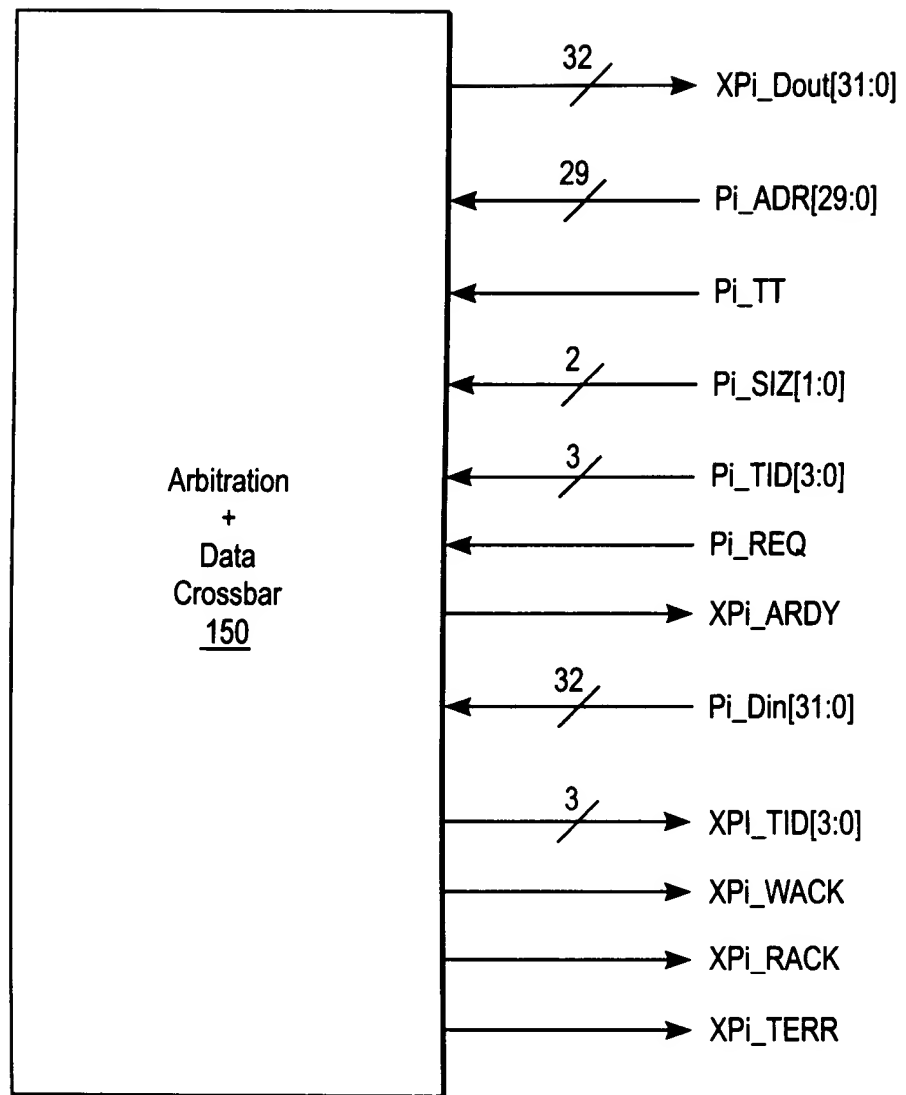 32
XPi_Dout[31:0]
29
Pi_ADR[29:0]
Pi_TT
2
Pi_SIZ[1:0]
3
Pi_TID[3:0]
Pi_REQ
XPi_ARDY
32
Pi_Din[31:0]
3
XPI_TID[3:0]
XPi_WACK
XPi_RACK
XPi_TERR
Arbitration
+
Data
Crossbar
150